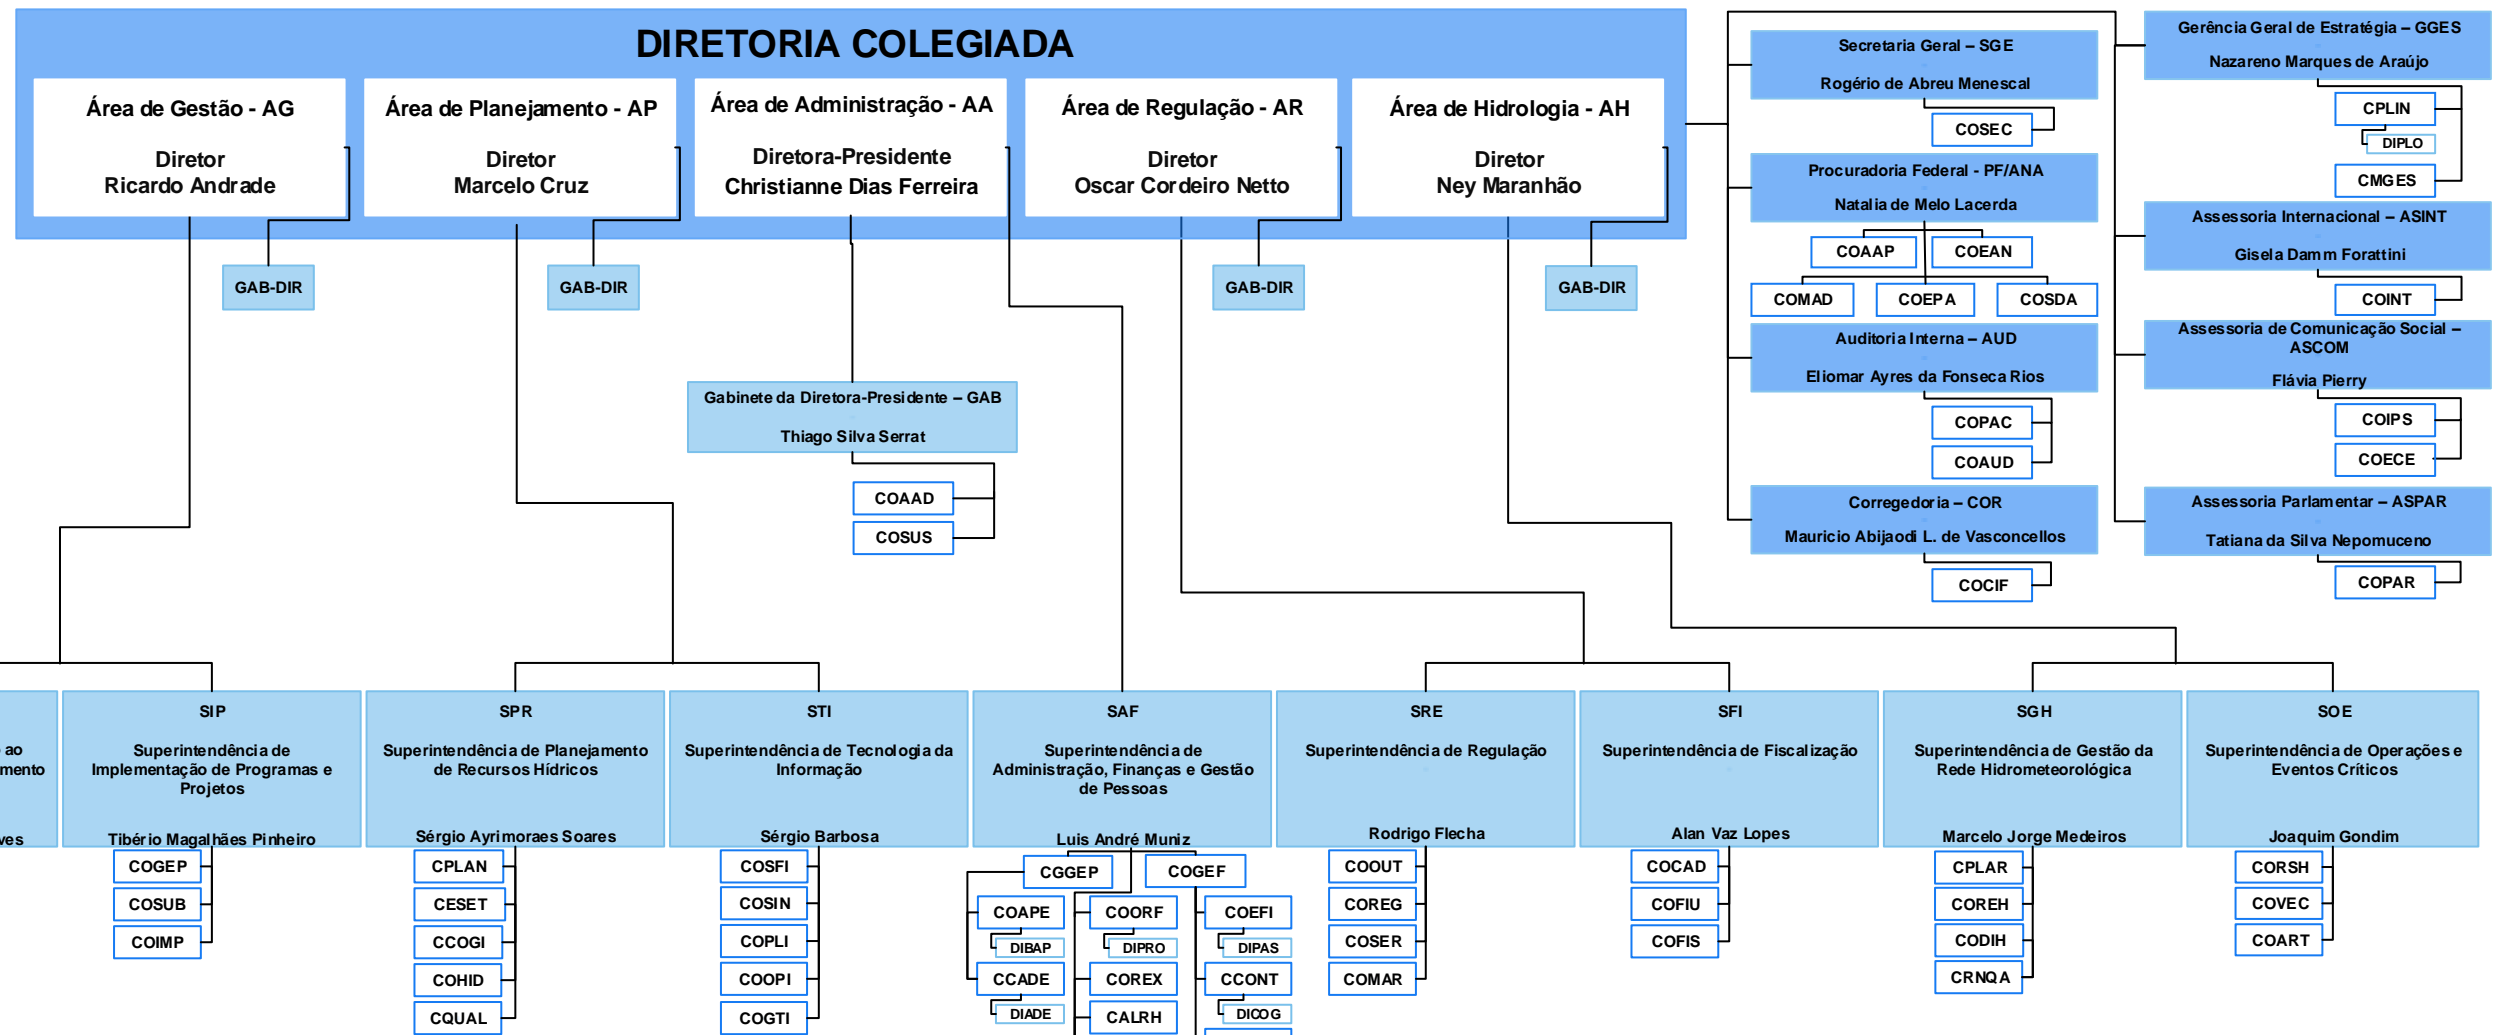 DIRETORIA COLEGIADA
Área de Gestão - AG
Diretor
Ricardo Andrade
Área de Planejamento - AP
Diretor
Marcelo Cruz
Área de Administração - AA
Diretora-Presidente
Christianne Dias Ferreira
Área de Regulação - AR
Diretor
Oscar Cordeiro Netto
Área de Hidrologia - AH
Diretor
Ney Maranhão
GAB-DIR
GAB-DIR
GAB-DIR
GAB-DIR
Gabinete da Diretora-Presidente – GAB
Thiago Silva Serrat
COAAD
COSUS
Secretaria Geral – SGE
Rogério de Abreu Menescal
COSEC
Procuradoria Federal - PF/ANA
Natalia de Melo Lacerda
COAAP
COEAN
COMAD
COEPA
COSDA
Auditoria Interna – AUD
Eliomar Ayres da Fonseca Rios
COPAC
COAUD
Corregedoria – COR
Mauricio Abijaodi L. de Vasconcellos
COCIF
Gerência Geral de Estratégia – GGES
Nazareno Marques de Araújo
CPLIN
DIPLO
CMGES
Assessoria Internacional – ASINT
Gisela Damm Forattini
COINT
Assessoria de Comunicação Social –
ASCOM
Flávia Pierry
COIPS
COECE
Assessoria Parlamentar – ASPAR
Tatiana da Silva Nepomuceno
COPAR
ao
mento
ves
SIP
Superintendência de
Implementação de Programas e
Projetos
Tibério Magalhães Pinheiro
COGEP
COSUB
COIMP
SPR
Superintendência de Planejamento
de Recursos Hídricos
Sérgio Ayrimoraes Soares
CPLAN
CESET
CCOGI
COHID
CQUAL
STI
Superintendência de Tecnologia da
Informação
Sérgio Barbosa
COSFI
COSIN
COPLI
COOPI
COGTI
SAF
Superintendência de
Administração, Finanças e Gestão
de Pessoas
Luis André Muniz
CGGEP
COGEF
COAPE
COORF
COEFI
DIBAP
DIPRO
DIPAS
CCADE
COREX
CCONT
DIADE
CALRH
DICOG
SRE
Superintendência de Regulação
Rodrigo Flecha
COOUT
COREG
COSER
COMAR
SFI
Superintendência de Fiscalização
Alan Vaz Lopes
COCAD
COFIU
COFIS
SGH
Superintendência de Gestão da
Rede Hidrometeorológica
Marcelo Jorge Medeiros
CPLAR
COREH
CODIH
CRNQA
SOE
Superintendência de Operações e
Eventos Críticos
Joaquim Gondim
CORSH
COVEC
COART